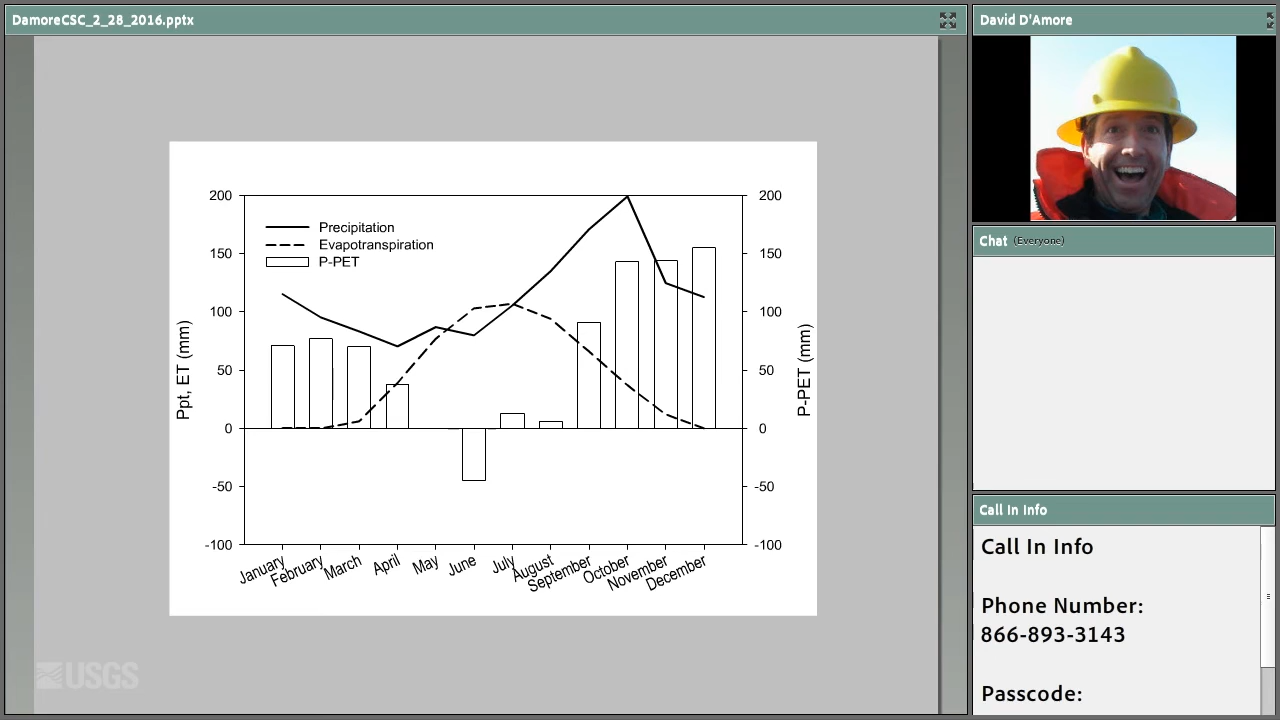 DamoreCSC_2_28_2016.pptx
David D'Amore
200
200
Precipitation
Evapotranspiration
P-PET
150
150
100
100
50
50
0
0
-50
-50
-100
-100
Ppt, ET (mm)
P-PET (mm)
January
February
March
April
May
June
July
August
September
October
November
December
USGS
Chat (Everyone)
Call In Info
Call In Info
Phone Number:
866-893-3143
Passcode: